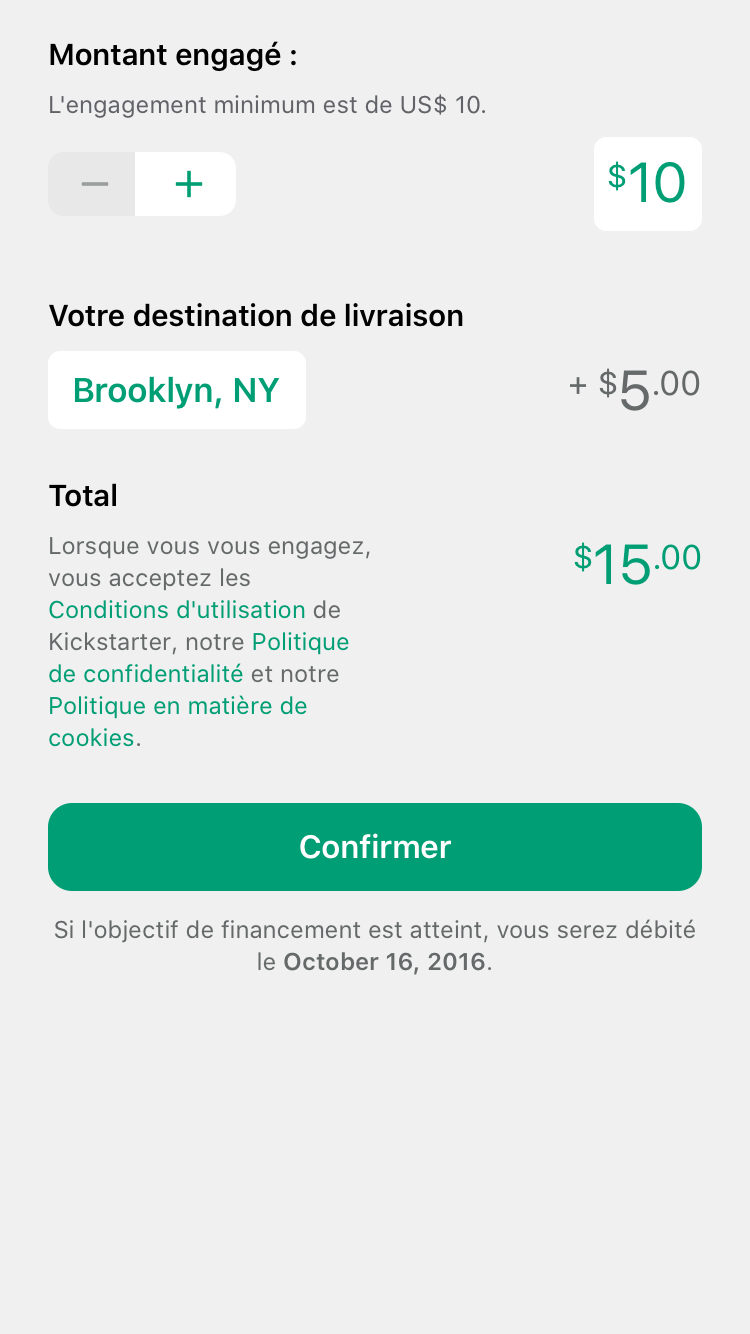 Montant engagé :
L'engagement minimum est de US$ 10.
− + $10
Votre destination de livraison
Brooklyn, NY + $5.00
Total
Lorsque vous vous engagez,
vous acceptez les
Conditions d'utilisation de
Kickstarter, notre Politique
de confidentialité et notre
Politique en matière de
cookies.
$15.00
Confirmer
Si l'objectif de financement est atteint, vous serez débité
le October 16, 2016.